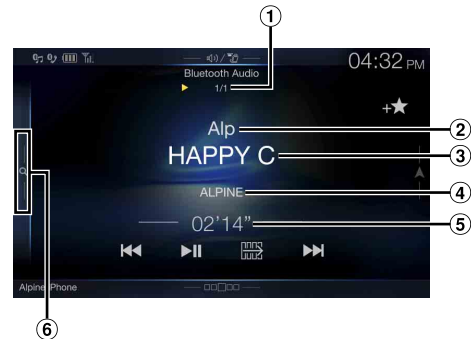 ①
04:32 PM
Bluetooth Audio
1/1
Alp ②
HAPPY C ③
ALPINE ④
02'14" ⑤
Alpine Phone
⑥